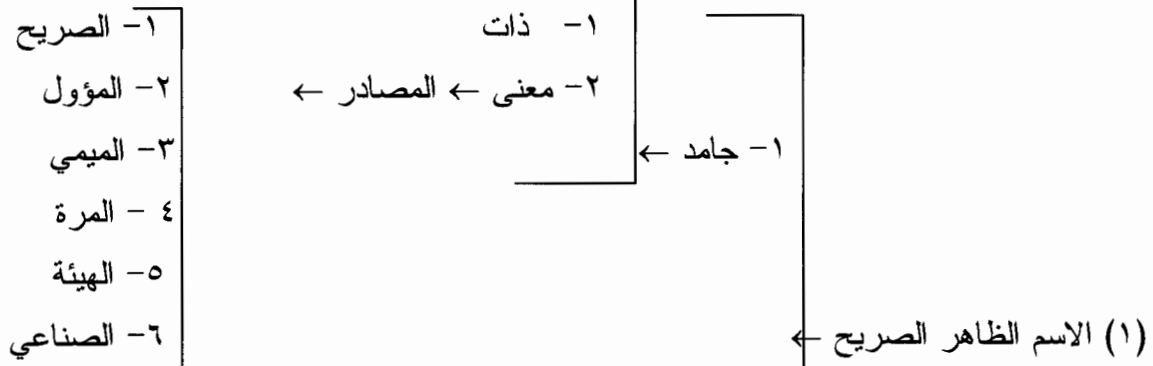 ١- ذات
١- الصريح
٢- معنى ← المصادر ←
٢- المؤول
١- جامد ←
٣- الميمي
٤ - المرة
٥- الهيئة
(١) الاسم الظاهر الصريح ←
٦- الصناعي